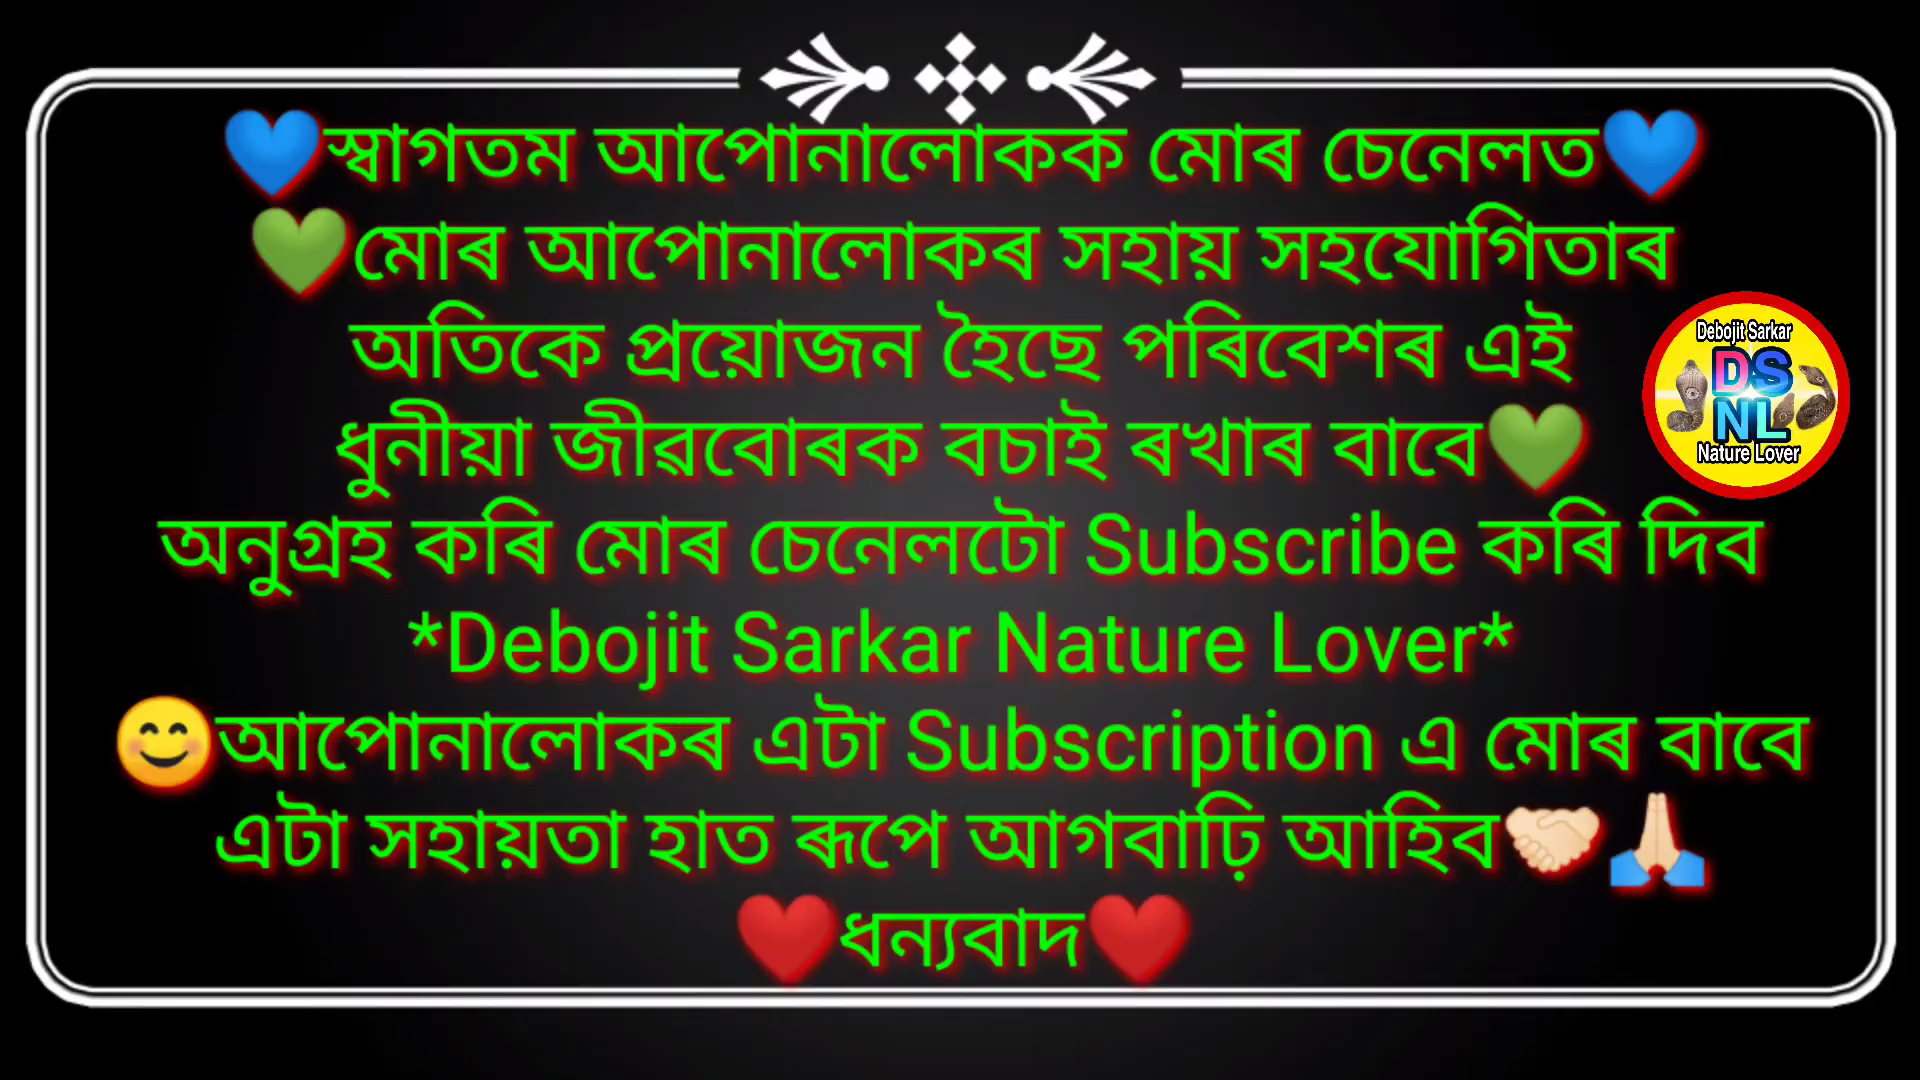 💙স্বাগতম আপোনালোকক মোৰ চেনেলত💙
💚মোৰ আপোনালোকৰ সহায় সহযোগিতাৰ
অতিকে প্ৰয়োজন হৈছে পৰিবেশৰ এই
ধুনীয়া জীৱবোৰক বচাই ৰখাৰ বাবে💚
অনুগ্ৰহ কৰি মোৰ চেনেলটো Subscribe কৰি দিব
*Debojit Sarkar Nature Lover*
😊আপোনালোকৰ এটা Subscription এ মোৰ বাবে
এটা সহায়তা হাত ৰূপে আগবাঢ়ি আহিব🤝🏻🙏🏻
❤️ধন্যবাদ❤️
Debojit Sarkar
DS
NL
Nature Lover